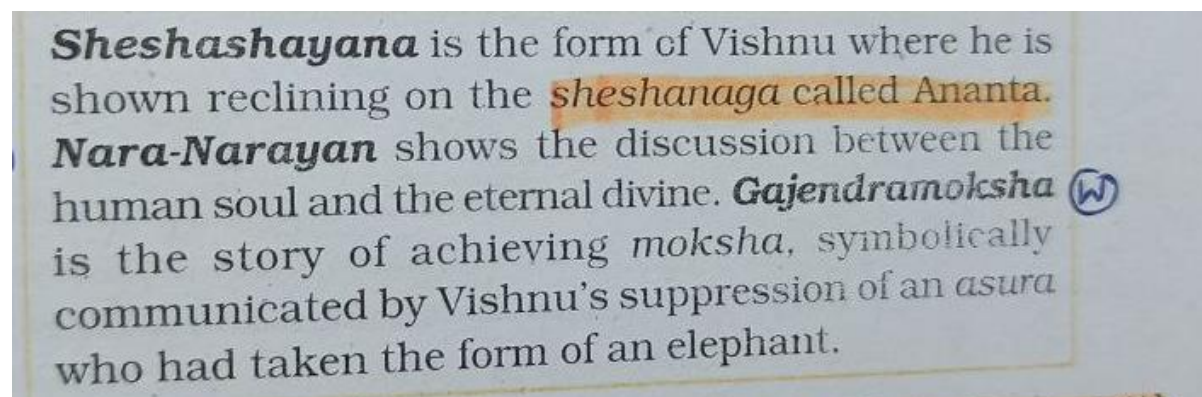 Sheshashayana is the form of Vishnu where he is
shown reclining on the sheshanaga called Ananta.
Nara-Narayan shows the discussion between the
human soul and the eternal divine. Gajendramoksha W
is the story of achieving moksha, symbolically
communicated by Vishnu's suppression of an asura
who had taken the form of an elephant.